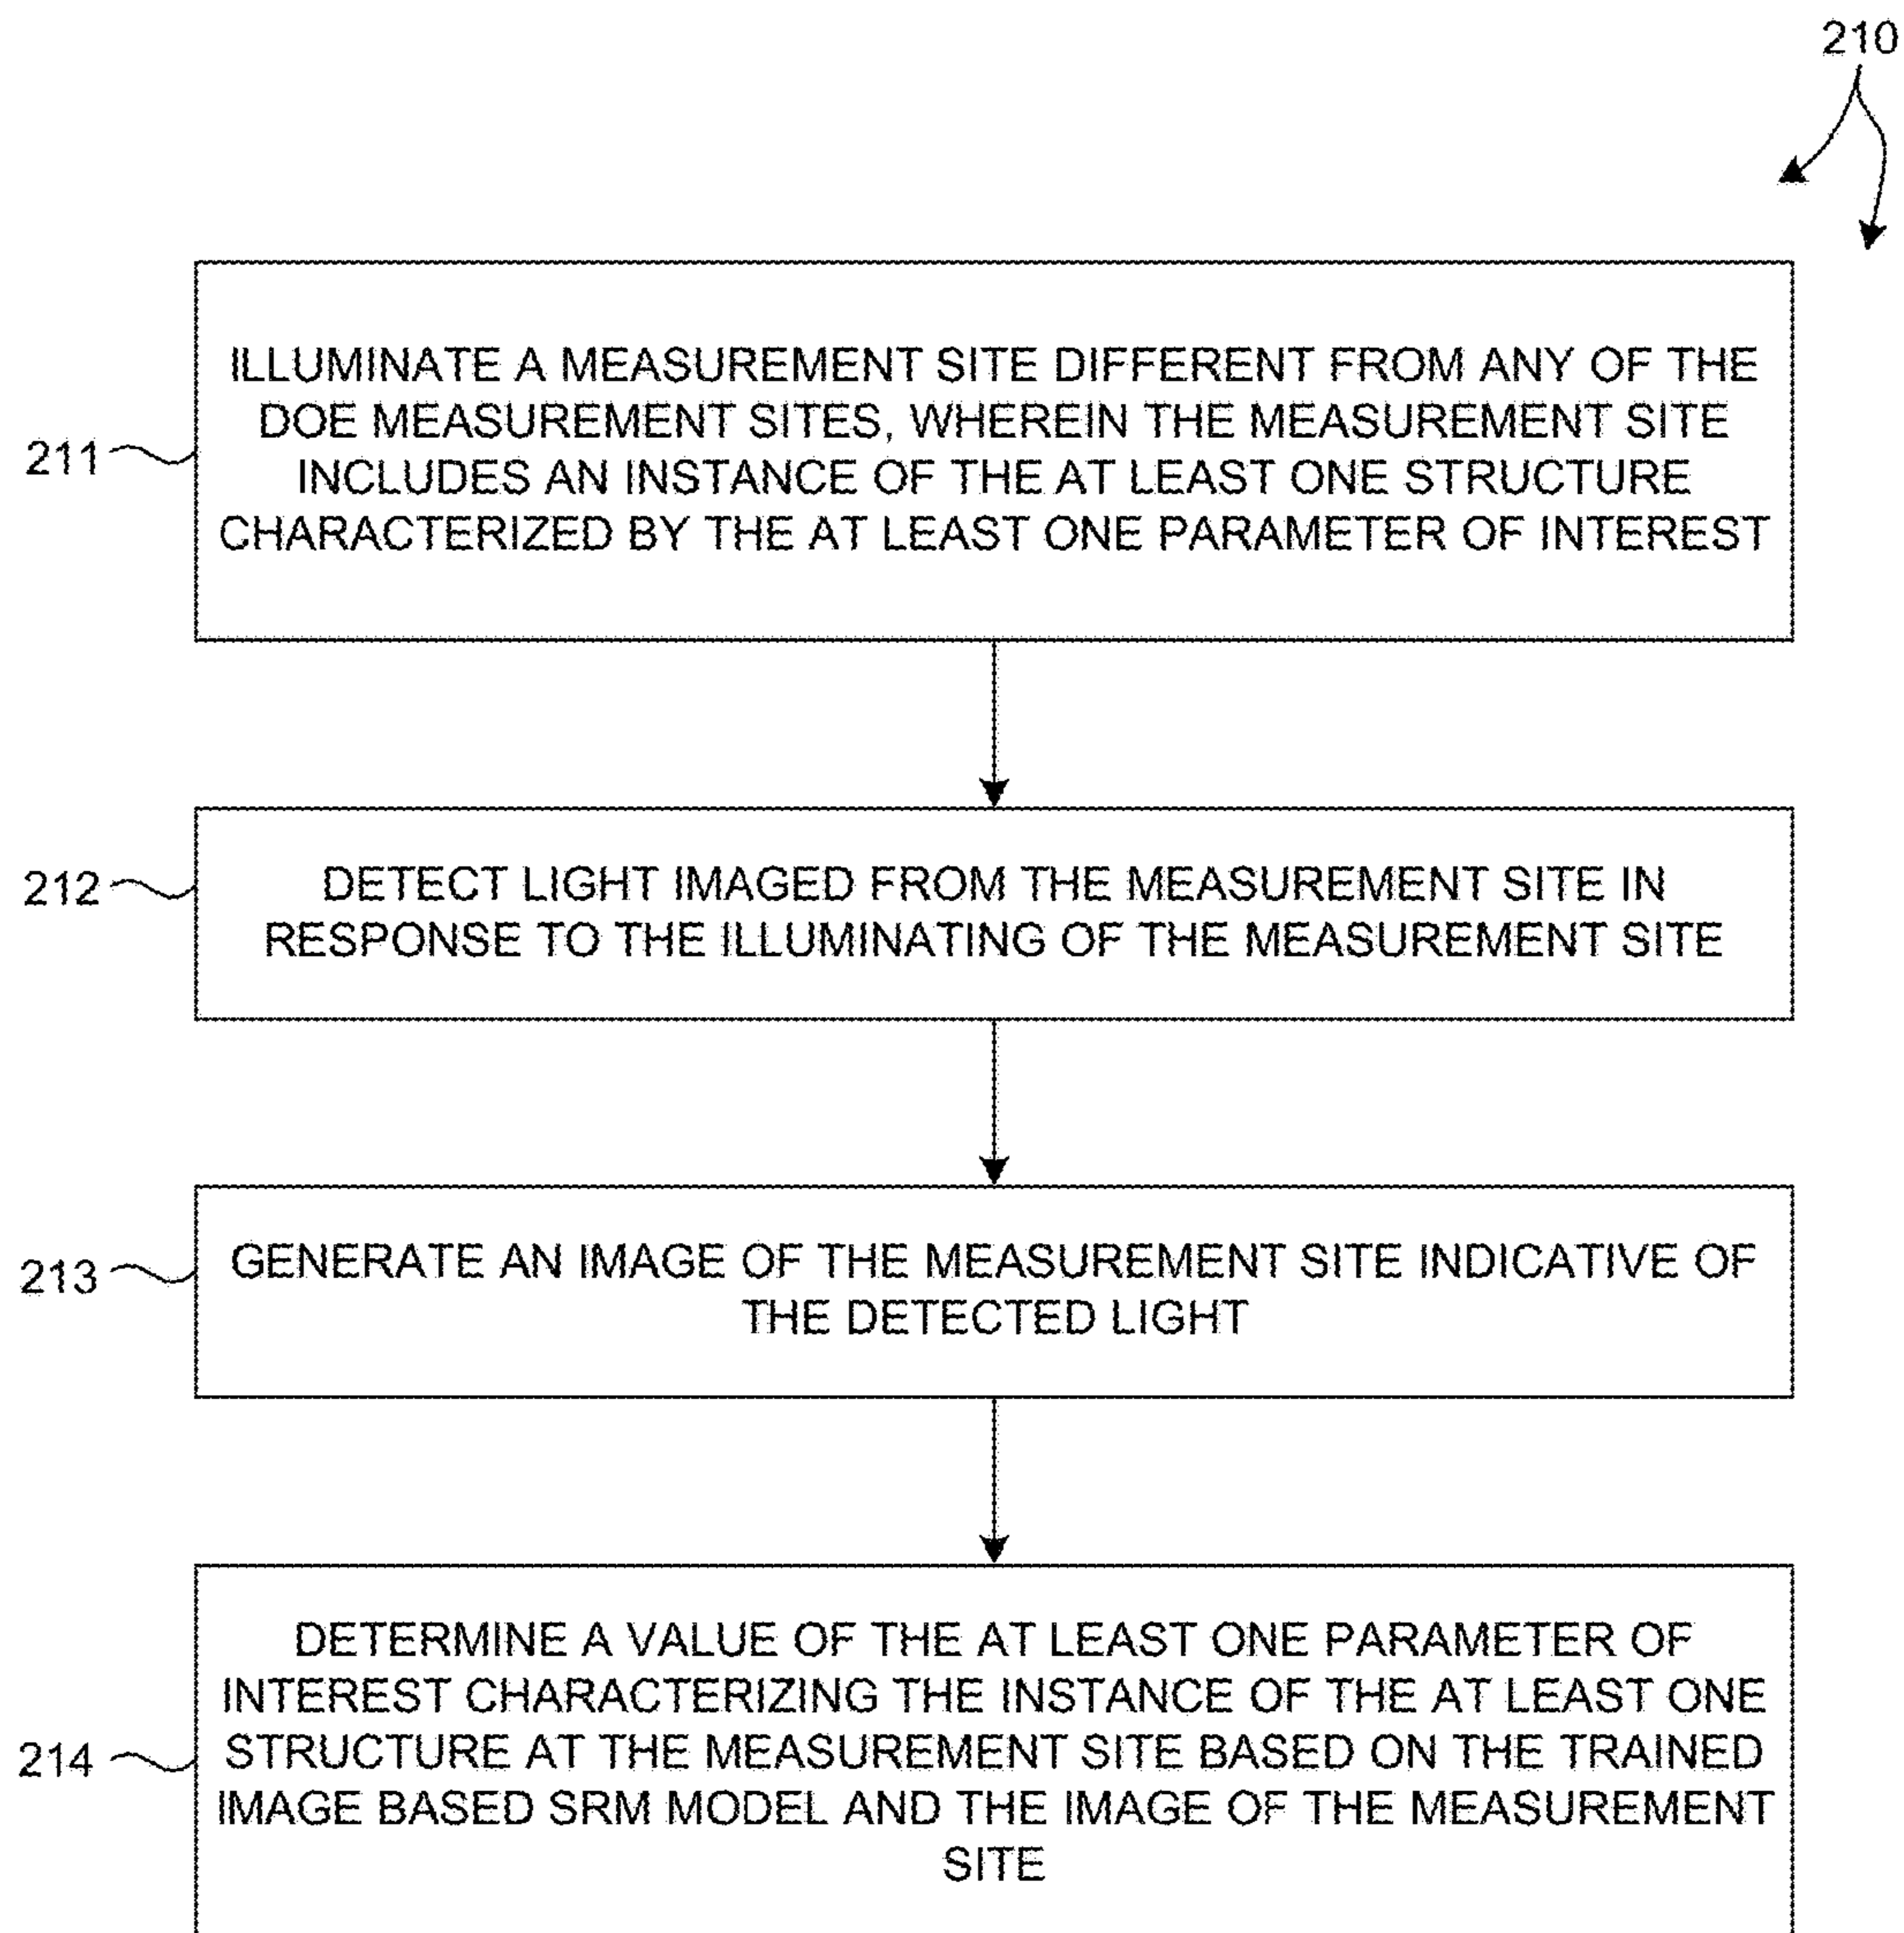 210
211
ILLUMINATE A MEASUREMENT SITE DIFFERENT FROM ANY OF THE
DOE MEASUREMENT SITES, WHEREIN THE MEASUREMENT SITE
INCLUDES AN INSTANCE OF THE AT LEAST ONE STRUCTURE
CHARACTERIZED BY THE AT LEAST ONE PARAMETER OF INTEREST
212
DETECT LIGHT IMAGED FROM THE MEASUREMENT SITE IN
RESPONSE TO THE ILLUMINATING OF THE MEASUREMENT SITE
213
GENERATE AN IMAGE OF THE MEASUREMENT SITE INDICATIVE OF
THE DETECTED LIGHT
214
DETERMINE A VALUE OF THE AT LEAST ONE PARAMETER OF
INTEREST CHARACTERIZING THE INSTANCE OF THE AT LEAST ONE
STRUCTURE AT THE MEASUREMENT SITE BASED ON THE TRAINED
IMAGE BASED SRM MODEL AND THE IMAGE OF THE MEASUREMENT
SITE